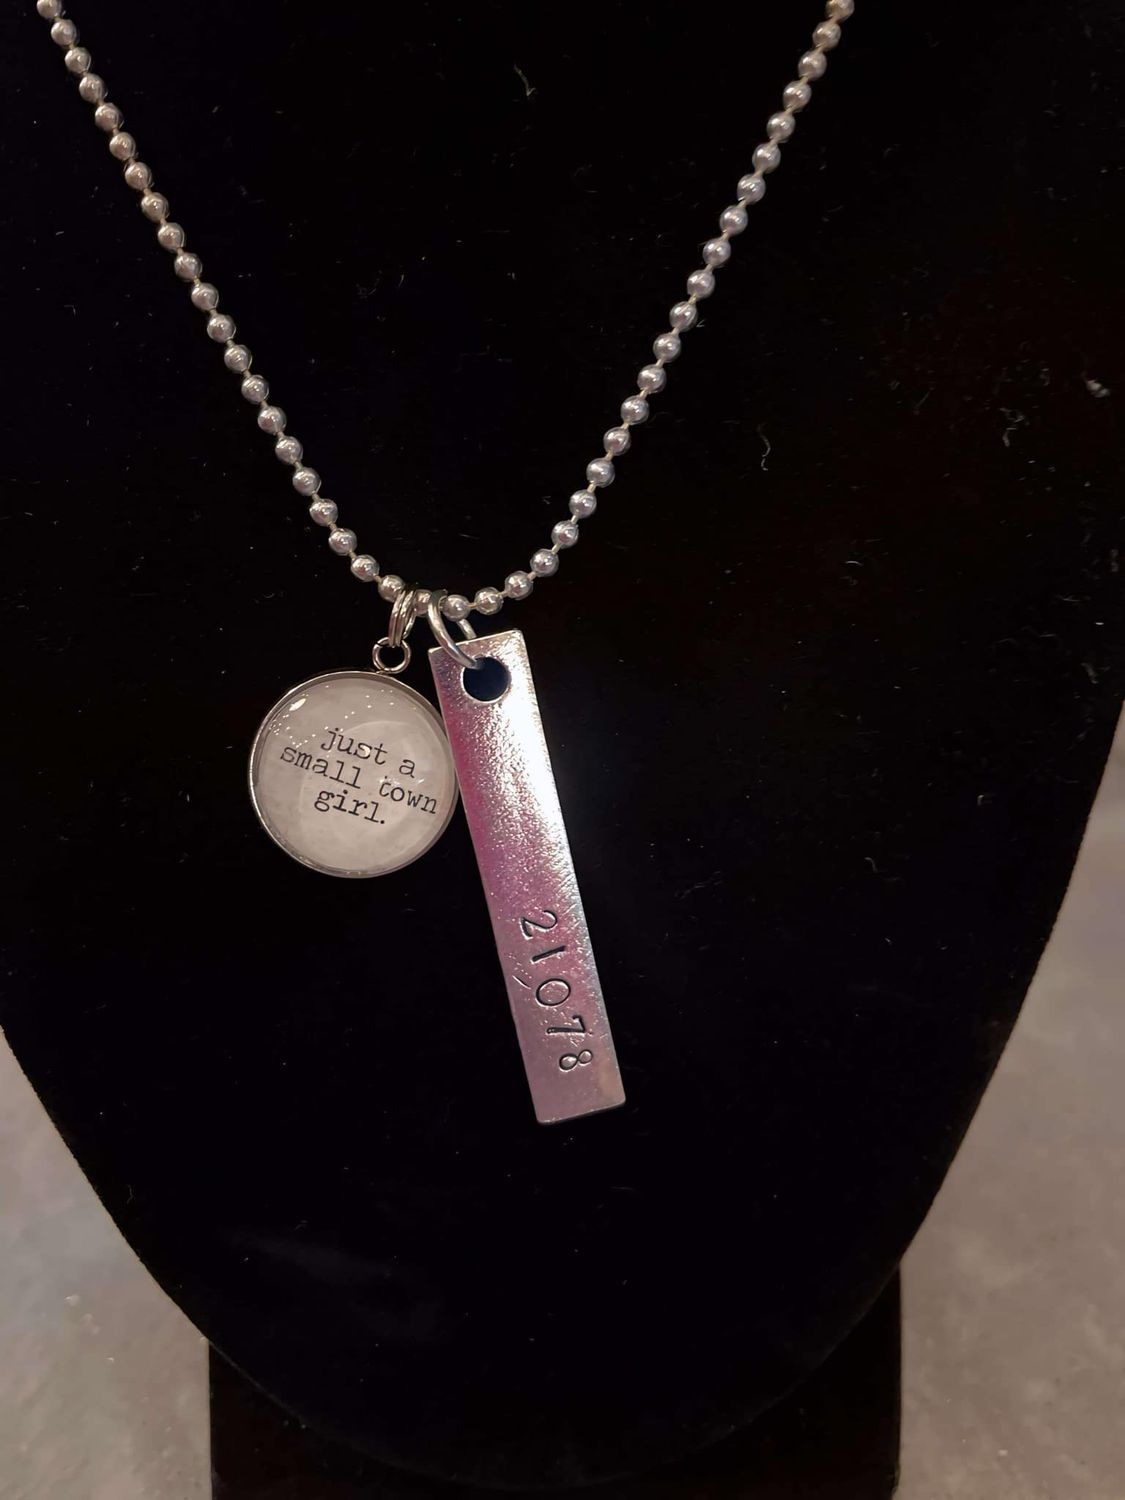 just a
small town
girl.
21078